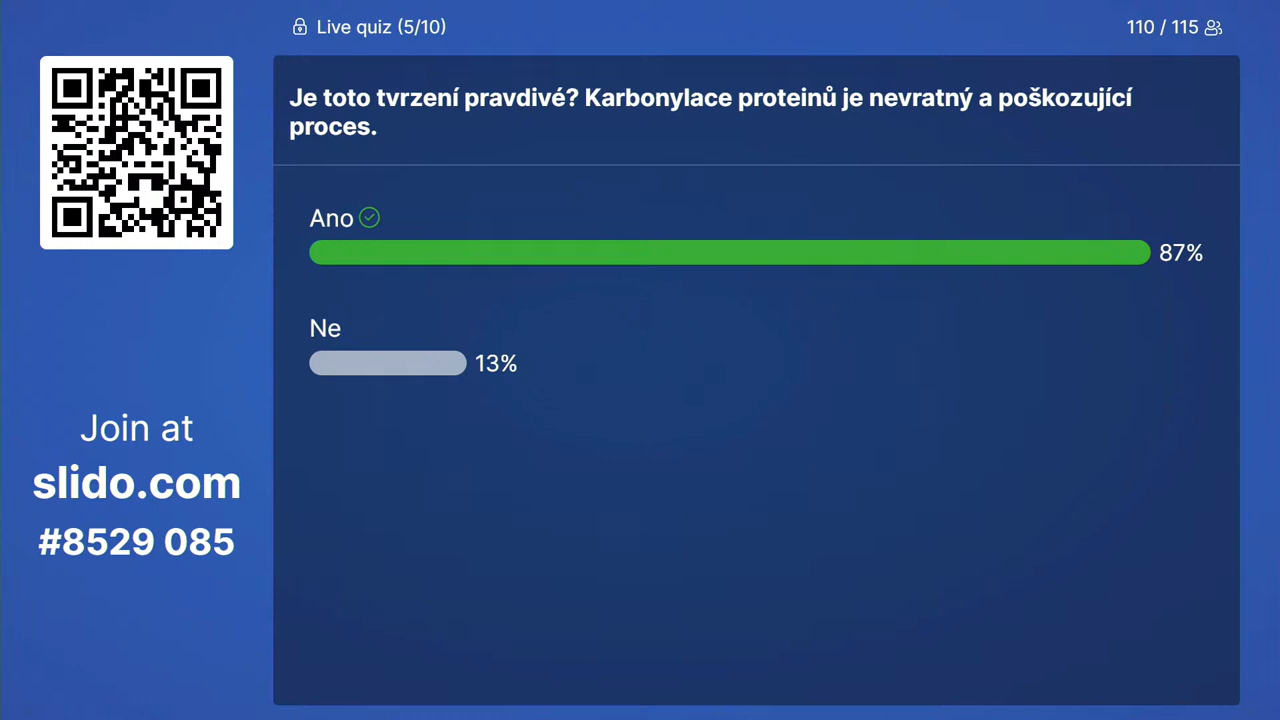 Live quiz (5/10)
110 / 115
Je toto tvrzení pravdivé? Karbonylace proteinů je nevratný a poškozující
proces.
Ano
87%
Ne
13%
Join at
slido.com
#8529 085